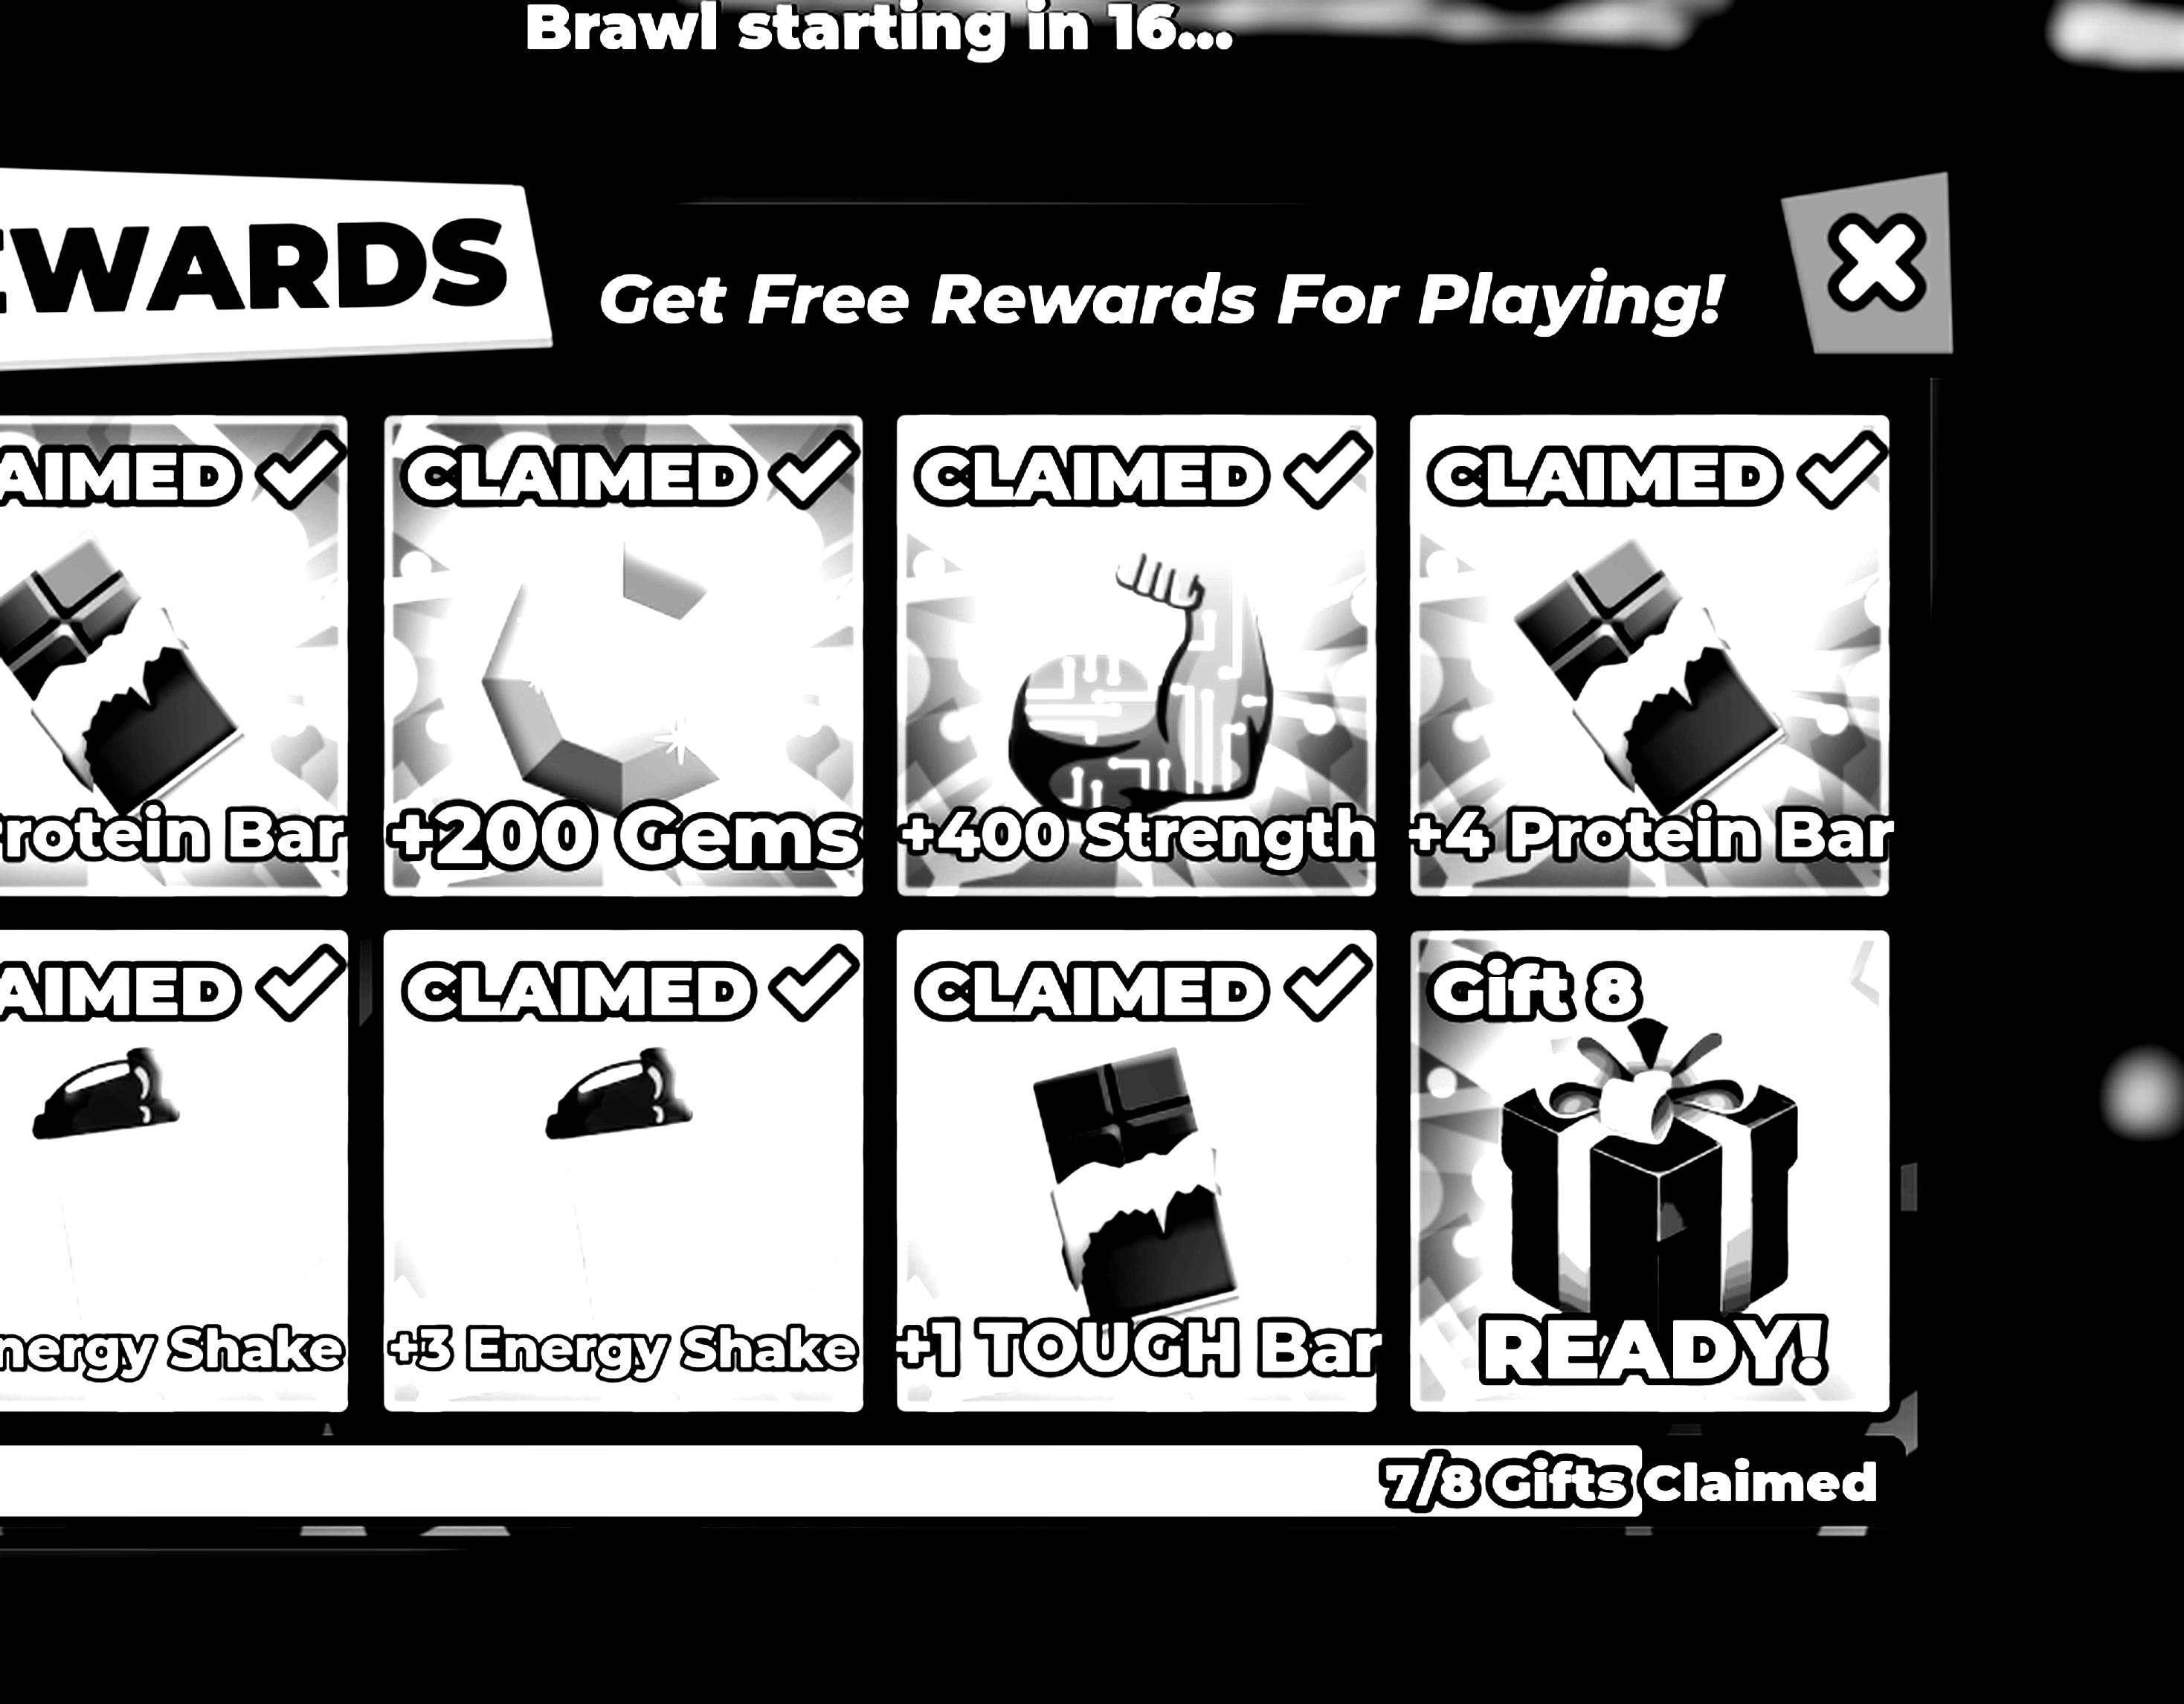 Brawl starting in 16...
EWARDS
Get Free Rewards For Playing!
AIMED
CLAIMED
CLAIMED
CLAIMED
rotein Bar
+200 Gems
+400 Strength
+4 Protein Bar
AIMED
CLAIMED
CLAIMED
Gift 8
nergy Shake
+3 Energy Shake
+1 TOUGH Bar
READY!
7/8 Gifts Claimed